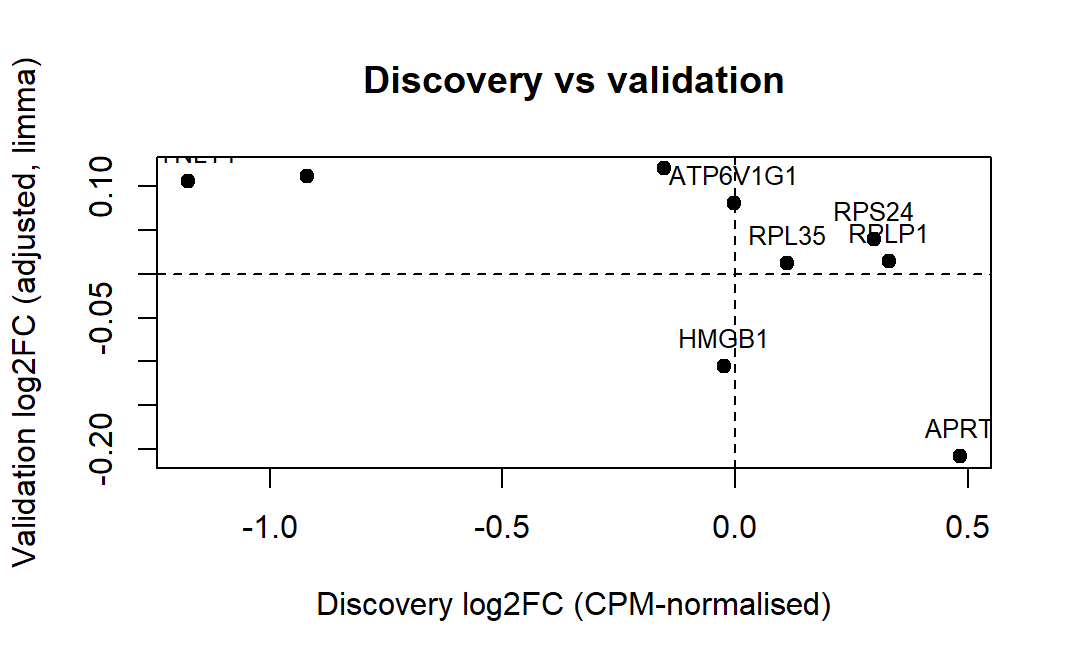 Discovery vs validation
Validation log2FC (adjusted, limma)
0.10
-0.05
-0.20
ATP6V1G1
RPS24
RPL35
RPLP1
HMGB1
APRT
-1.0
-0.5
0.0
0.5
Discovery log2FC (CPM-normalised)